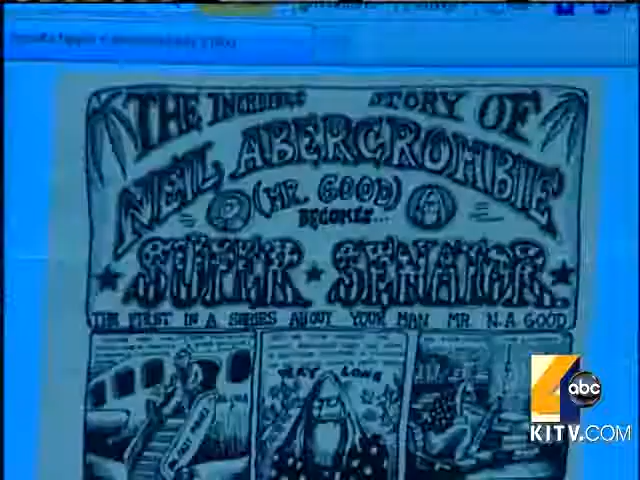 THE INCREDIBLE STORY OF
NEIL ABERCROMBIE
(MR. GOOD)
BECOMES...
SUPER SENATOR
THE FIRST IN A SERIES ABOUT YOUR MAN MR. N.A. GOOD
VERY LONG
4
abc
KITV.COM